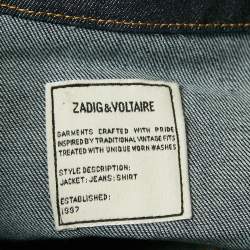 ZADIG & VOLTAIRE
GARMENTS CRAFTED WITH PRIDE
INSPIRED BY TRADITIONAL VINTAGE FITS
TREATED WITH UNIQUE WORN WASHES
STYLE DESCRIPTION:
JACKET; JEANS; SHIRT
ESTABLISHED:
1997